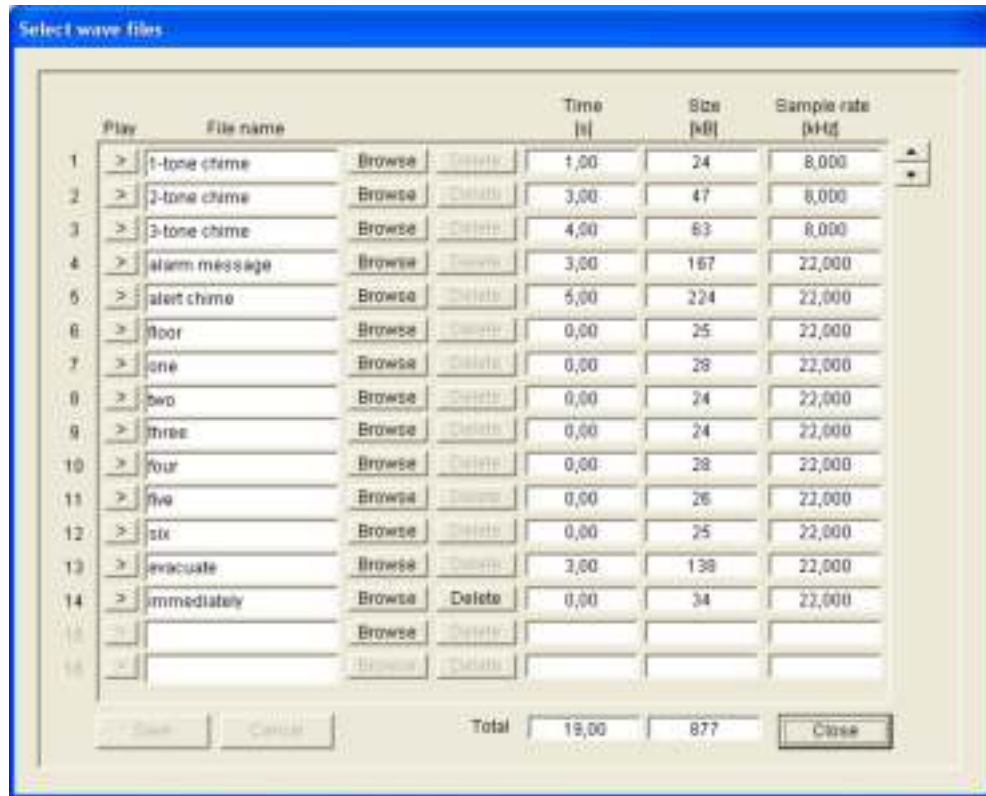 Select wave files
Time Size Sample rate
Play File name [s] [kB] [kHz]
1 > 1-tone chime Browse Delete 1,00 24 8,000
2 > 2-tone chime Browse Delete 3,00 47 8,000
3 > 3-tone chime Browse Delete 4,00 63 8,000
4 > alarm message Browse Delete 3,00 167 22,000
5 > alert chime Browse Delete 5,00 224 22,000
6 > floor Browse Delete 0,00 25 22,000
7 > one Browse Delete 0,00 28 22,000
8 > two Browse Delete 0,00 24 22,000
9 > three Browse Delete 0,00 24 22,000
10 > four Browse Delete 0,00 28 22,000
11 > five Browse Delete 0,00 26 22,000
12 > six Browse Delete 0,00 25 22,000
13 > evacuate Browse Delete 3,00 138 22,000
14 > immediately Browse Delete 0,00 34 22,000
15 > Browse Delete
16 > Browse Delete
Save Cancel Total 19,00 877 Close